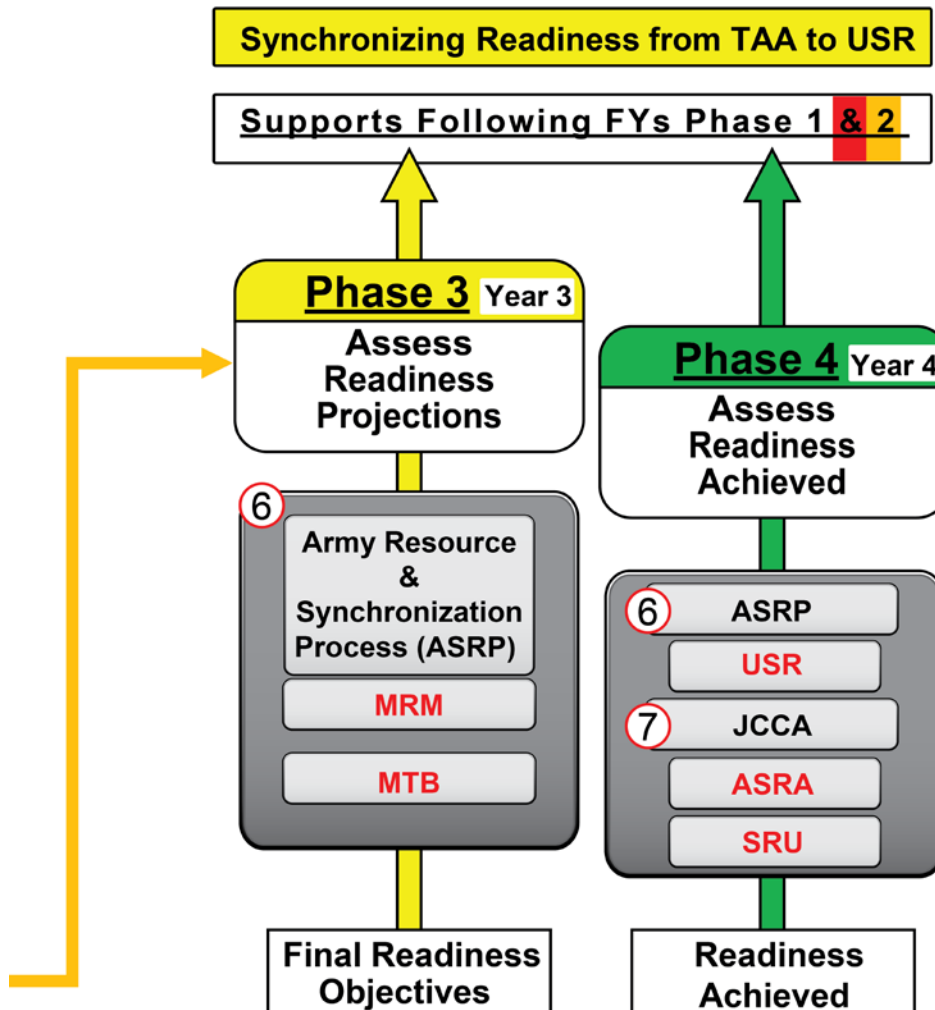 Synchronizing Readiness from TAA to USR
Supports Following FYs Phase 1 & 2
Phase 3 Year 3
Assess
Readiness
Projections
6
Army Resource
&
Synchronization
Process (ASRP)
MRM
MTB
Final Readiness
Objectives
Phase 4 Year 4
Assess
Readiness
Achieved
6 ASRP
USR
7 JCCA
ASRA
SRU
Readiness
Achieved